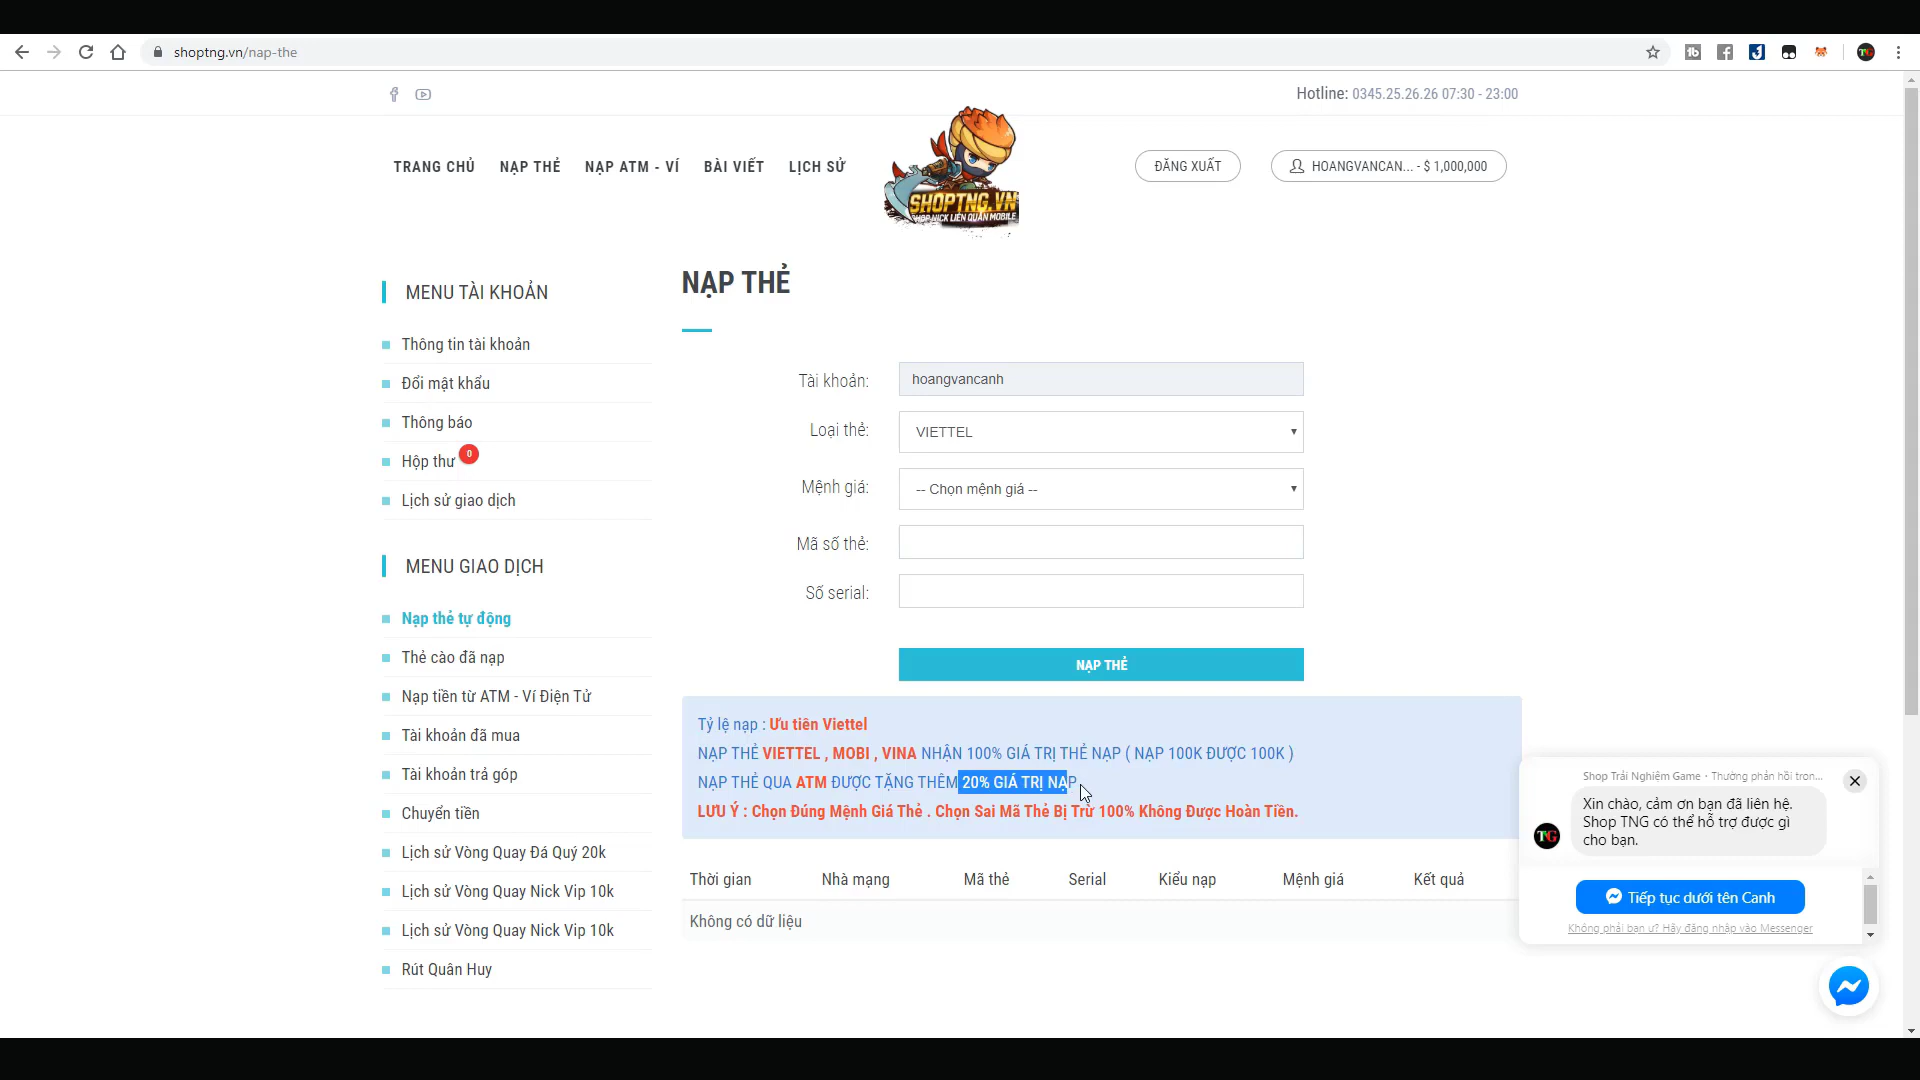 shoptng.vn/nap-the
Hotline: 0345.25.26.26 07:30 - 23:00
TRANG CHỦ NẠP THẺ NẠP ATM - VÍ BÀI VIẾT LỊCH SỬ
SHOPTNG.VN
SHOP NICK LIÊN QUÂN MOBILE
ĐĂNG XUẤT
HOANGVANCAN... - $ 1,000,000
MENU TÀI KHOẢN
Thông tin tài khoản
Đổi mật khẩu
Thông báo
Hộp thư 0
Lịch sử giao dịch
MENU GIAO DỊCH
Nạp thẻ tự động
Thẻ cào đã nạp
Nạp tiền từ ATM - Ví Điện Tử
Tài khoản đã mua
Tài khoản trả góp
Chuyển tiền
Lịch sử Vòng Quay Đá Quý 20k
Lịch sử Vòng Quay Nick Vip 10k
Lịch sử Vòng Quay Nick Vip 10k
Rút Quân Huy
NẠP THẺ
Tài khoản: hoangvancanh
Loại thẻ: VIETTEL
Mệnh giá: -- Chọn mệnh giá --
Mã số thẻ:
Số serial:
NẠP THẺ
Tỷ lệ nạp : Ưu tiên Viettel
NẠP THẺ VIETTEL , MOBI , VINA NHẬN 100% GIÁ TRỊ THẺ NẠP ( NẠP 100K ĐƯỢC 100K )
NẠP THẺ QUA ATM ĐƯỢC TẶNG THÊM 20% GIÁ TRỊ NẠP
LƯU Ý : Chọn Đúng Mệnh Giá Thẻ . Chọn Sai Mã Thẻ Bị Trừ 100% Không Được Hoàn Tiền.
Thời gian Nhà mạng Mã thẻ Serial Kiểu nạp Mệnh giá Kết quả
Không có dữ liệu
Shop Trải Nghiệm Game • Thường phản hồi tron...
Xin chào, cảm ơn bạn đã liên hệ.
Shop TNG có thể hỗ trợ được gì
cho bạn.
TNG
Tiếp tục dưới tên Canh
Không phải bạn ư? Hãy đăng nhập vào Messenger